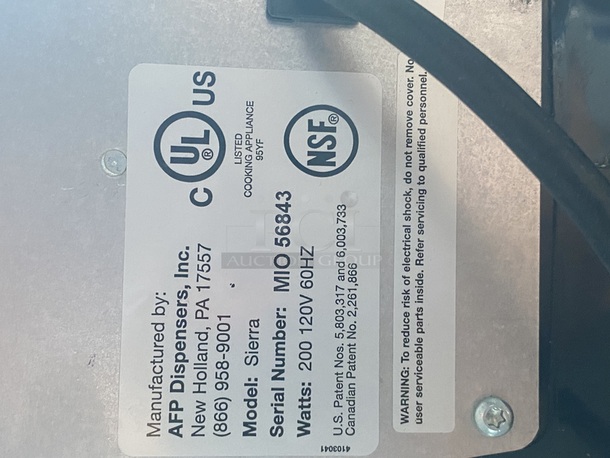 Manufactured by:
AFP Dispensers, Inc.
New Holland, PA 17557
(866) 958-9001
Model: Sierra
Serial Number: MIO 56843
Watts: 200 120V 60HZ
U.S. Patent Nos. 5,803,317 and 6,003,733
Canadian Patent No. 2,261,866
4103041
C UL® US
LISTED
COOKING APPLIANCE
95YF
NSF®
WARNING: To reduce risk of electrical shock, do not remove cover. No
user serviceable parts inside. Refer servicing to qualified personnel.
AUCTION GROUP